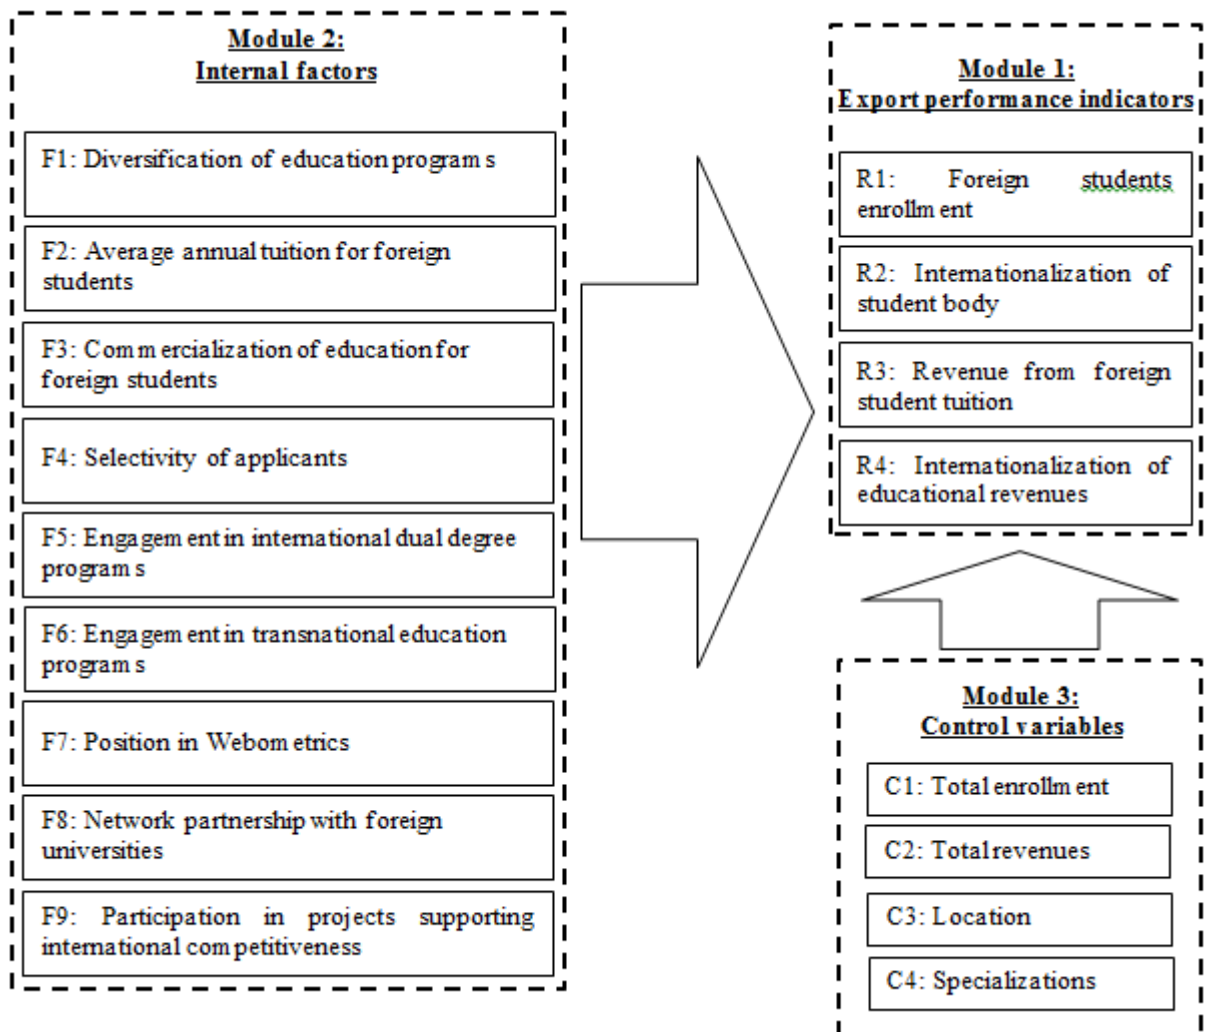 Module 2:
Internal factors
F1: Diversification of education programs
F2: Average annual tuition for foreign
students
F3: Commercialization of education for
foreign students
F4: Selectivity of applicants
F5: Engagement in international dual degree
programs
F6: Engagement in transnational education
programs
F7: Position in Webometrics
F8: Network partnership with foreign
universities
F9: Participation in projects supporting
international competitiveness
Module 1:
Export performance indicators
R1: Foreign students
enrollment
R2: Internationalization of
student body
R3: Revenue from foreign
student tuition
R4: Internationalization of
educational revenues
Module 3:
Control variables
C1: Total enrollment
C2: Total revenues
C3: Location
C4: Specializations